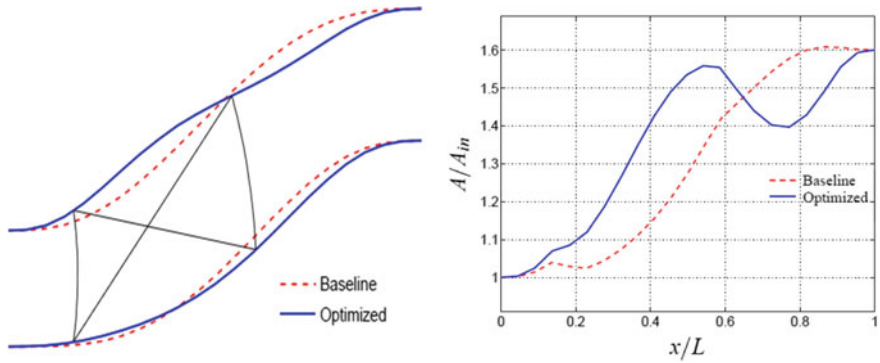 Baseline
Optimized
1.6
1.5
1.4
1.3
1.2
1.1
1
A/A_in
Baseline
Optimized
0 0.2 0.4 0.6 0.8 1
x/L